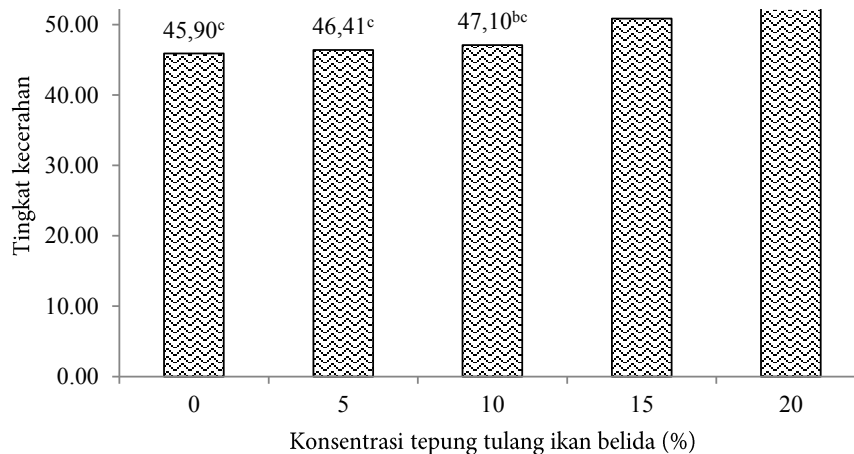 45,90ᶜ 46,41ᶜ 47,10ᵇᶜ
50.00
40.00
30.00
20.00
10.00
0.00
Tingkat kecerahan
0 5 10 15 20
Konsentrasi tepung tulang ikan belida (%)